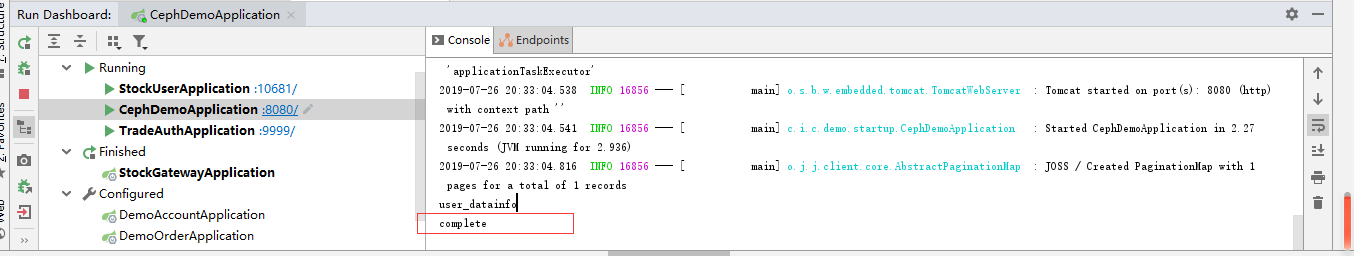 Run Dashboard:
CephDemoApplication
Console
Endpoints
Running
StockUserApplication :10681/
CephDemoApplication :8080/
TradeAuthApplication :9999/
Finished
StockGatewayApplication
Configured
DemoAccountApplication
DemoOrderApplication
'applicationTaskExecutor'
2019-07-26 20:33:04.538 INFO 16856 --- [ main] o.s.b.w.embedded.tomcat.TomcatWebServer : Tomcat started on port(s): 8080 (http)
with context path ''
2019-07-26 20:33:04.541 INFO 16856 --- [ main] c.i.c.demo.startup.CephDemoApplication : Started CephDemoApplication in 2.27
seconds (JVM running for 2.936)
2019-07-26 20:33:04.816 INFO 16856 --- [ main] o.j.j.client.core.AbstractPaginationMap : JOSS / Created PaginationMap with 1
pages for a total of 1 records
user_datainfo
complete
2: Favorites
Web